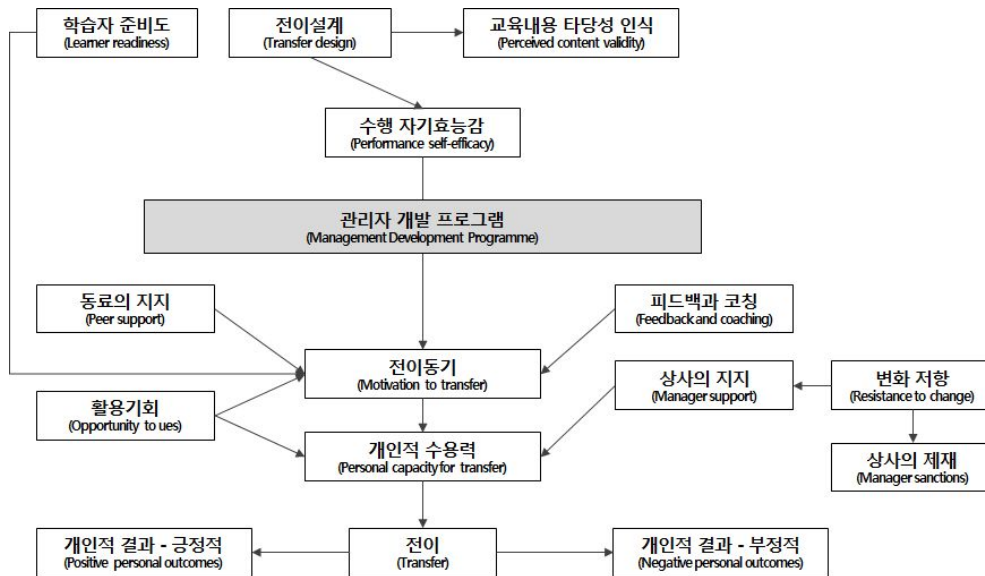 학습자 준비도
(Learner readiness)
전이설계
(Transfer design)
교육내용 타당성 인식
(Perceived content validity)
수행 자기효능감
(Performance self-efficacy)
관리자 개발 프로그램
(Management Development Programme)
동료의 지지
(Peer support)
피드백과 코칭
(Feedback and coaching)
전이동기
(Motivation to transfer)
상사의 지지
(Manager support)
변화 저항
(Resistance to change)
활용기회
(Opportunity to ues)
개인적 수용력
(Personal capacity for transfer)
상사의 제재
(Manager sanctions)
개인적 결과 - 긍정적
(Positive personal outcomes)
전이
(Transfer)
개인적 결과 - 부정적
(Negative personal outcomes)